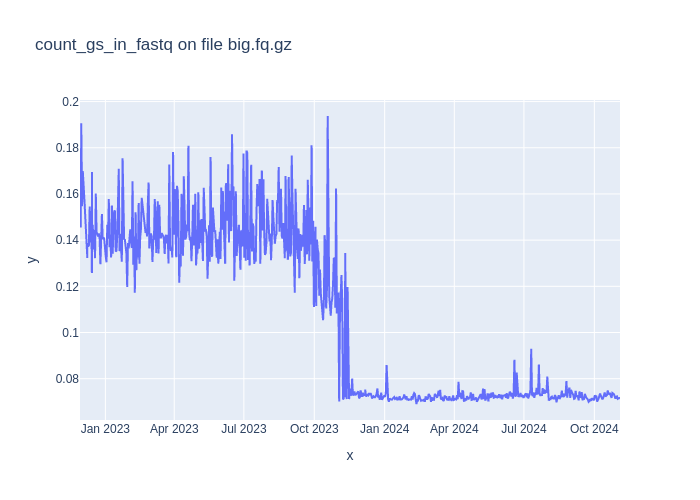 count_gs_in_fastq on file big.fq.gz
0.2
0.18
0.16
0.14
0.12
0.1
0.08
y
Jan 2023
Apr 2023
Jul 2023
Oct 2023
Jan 2024
Apr 2024
Jul 2024
Oct 2024
x